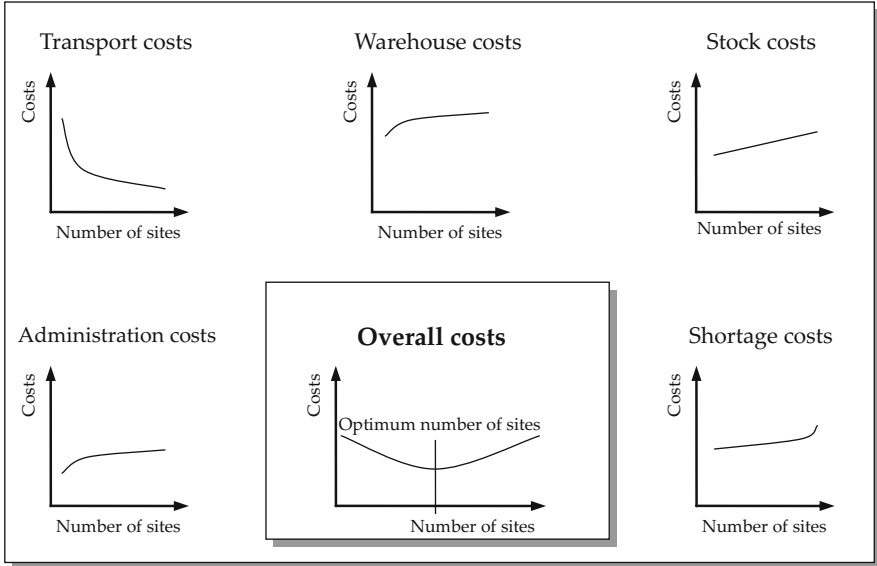 Transport costs
Costs
Number of sites
Warehouse costs
Costs
Number of sites
Stock costs
Costs
Number of sites
Administration costs
Costs
Number of sites
Overall costs
Costs
Optimum number of sites
Number of sites
Shortage costs
Costs
Number of sites